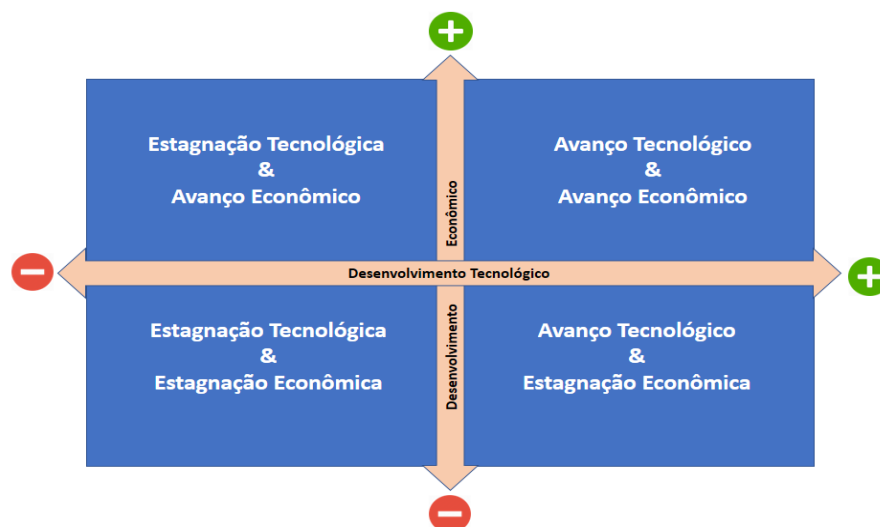 Estagnação Tecnológica
&
Avanço Econômico
Avanço Tecnológico
&
Avanço Econômico
Desenvolvimento Econômico
Desenvolvimento Tecnológico
Estagnação Tecnológica
&
Estagnação Econômica
Avanço Tecnológico
&
Estagnação Econômica